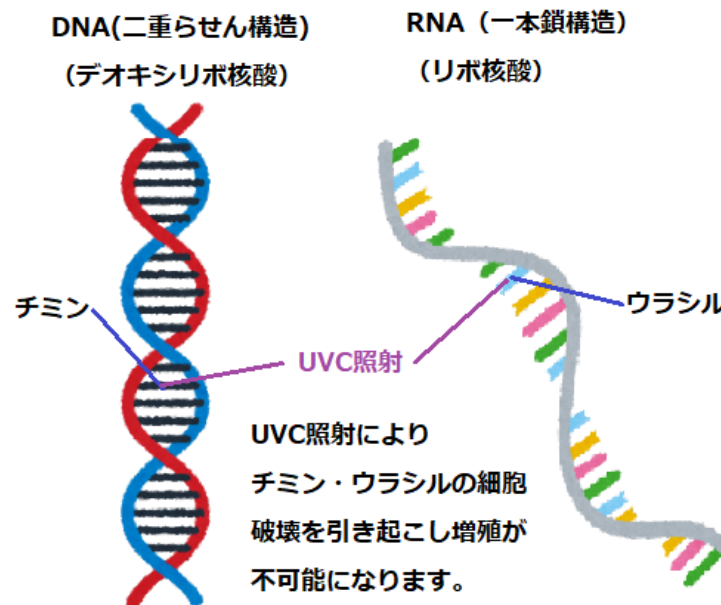 DNA(二重らせん構造)
(デオキシリボ核酸)
RNA(一本鎖構造)
(リボ核酸)
チミン
ウラシル
UVC照射
UVC照射により
チミン・ウラシルの細胞
破壊を引き起こし増殖が
不可能になります。